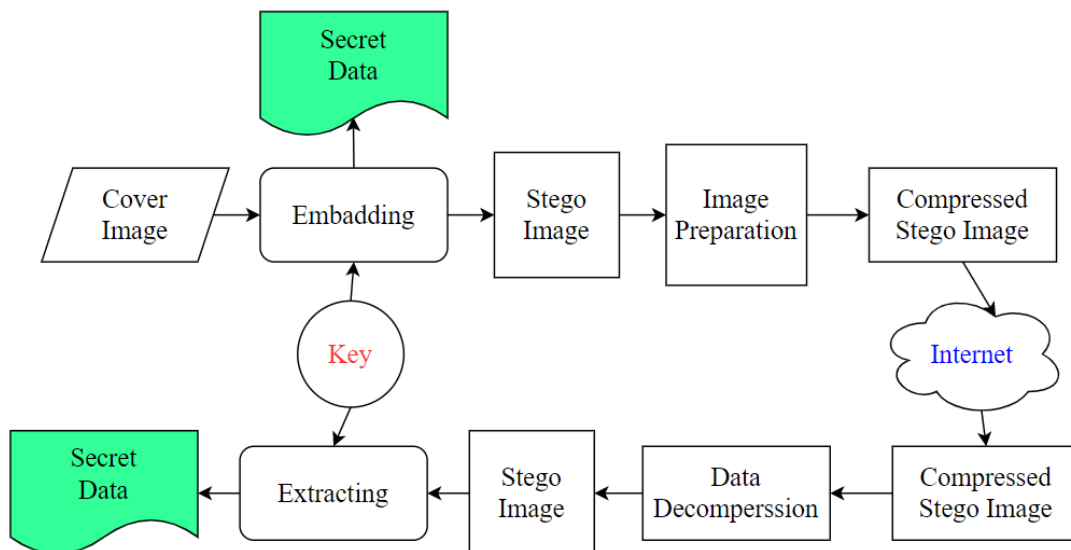 Secret
Data
Cover
Image
Embadding
Stego
Image
Image
Preparation
Compressed
Stego Image
Key
Internet
Secret
Data
Extracting
Stego
Image
Data
Decomperssion
Compressed
Stego Image